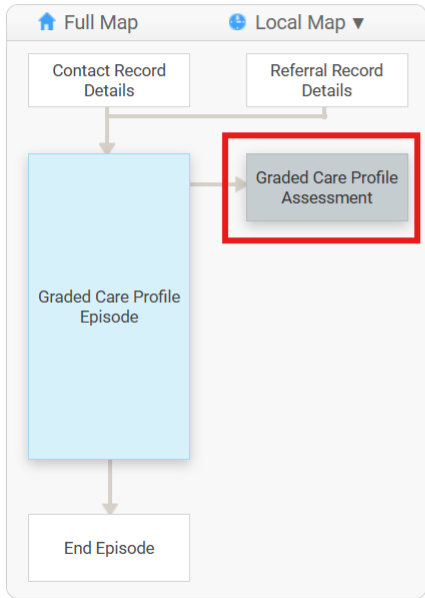 Full Map
Local Map ▼
Contact Record
Details
Referral Record
Details
Graded Care Profile
Assessment
Graded Care Profile
Episode
End Episode